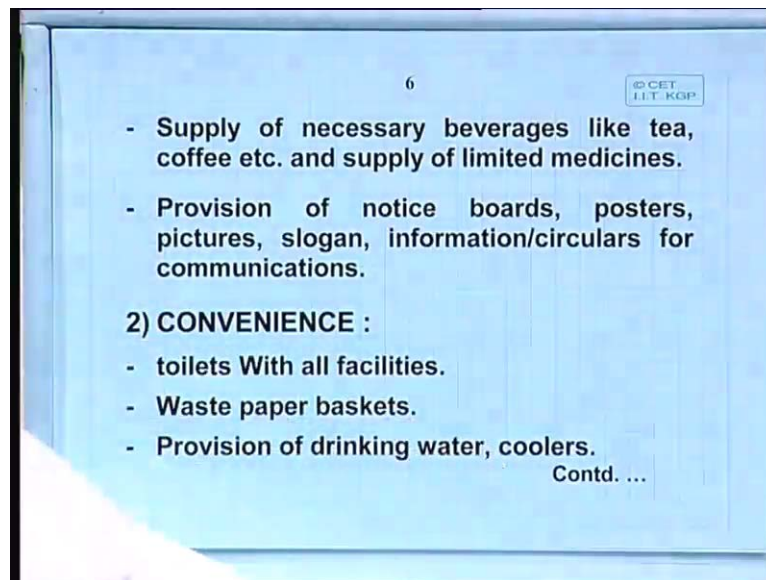 6
© CET
I.I.T. KGP
- Supply of necessary beverages like tea,
coffee etc. and supply of limited medicines.
- Provision of notice boards, posters,
pictures, slogan, information/circulars for
communications.
2) CONVENIENCE :
- toilets With all facilities.
- Waste paper baskets.
- Provision of drinking water, coolers.
Contd. ...